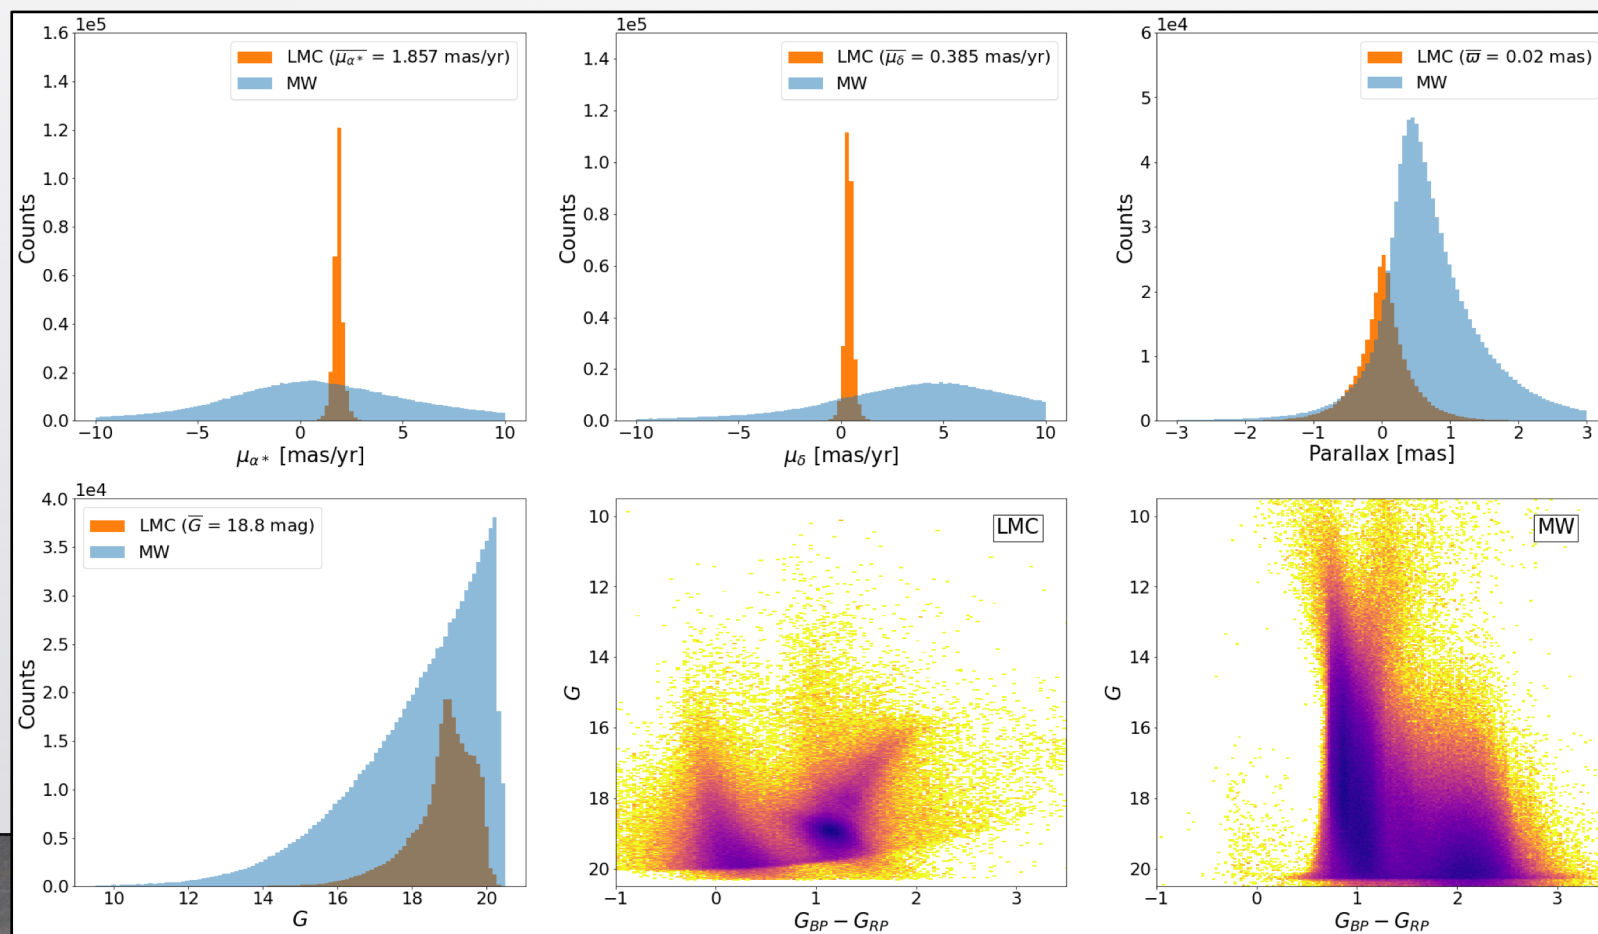 1e5
1.6
1.4
1.2
1.0
0.8
0.6
0.4
0.2
0.0
Counts
LMC (μα* = 1.857 mas/yr)
MW
−10 −5 0 5 10
μα* [mas/yr]
1e5
1.4
1.2
1.0
0.8
0.6
0.4
0.2
0.0
Counts
LMC (μδ = 0.385 mas/yr)
MW
−10 −5 0 5 10
μδ [mas/yr]
1e4
6
5
4
3
2
1
0
Counts
LMC (ϖ = 0.02 mas)
MW
−3 −2 −1 0 1 2 3
Parallax [mas]
1e4
4.0
3.5
3.0
2.5
2.0
1.5
1.0
0.5
0.0
Counts
LMC (G = 18.8 mag)
MW
10 12 14 16 18 20
G
10
12
14
16
18
20
G
LMC
−1 0 1 2 3
GBP − GRP
10
12
14
16
18
20
G
MW
−1 0 1 2 3
GBP − GRP